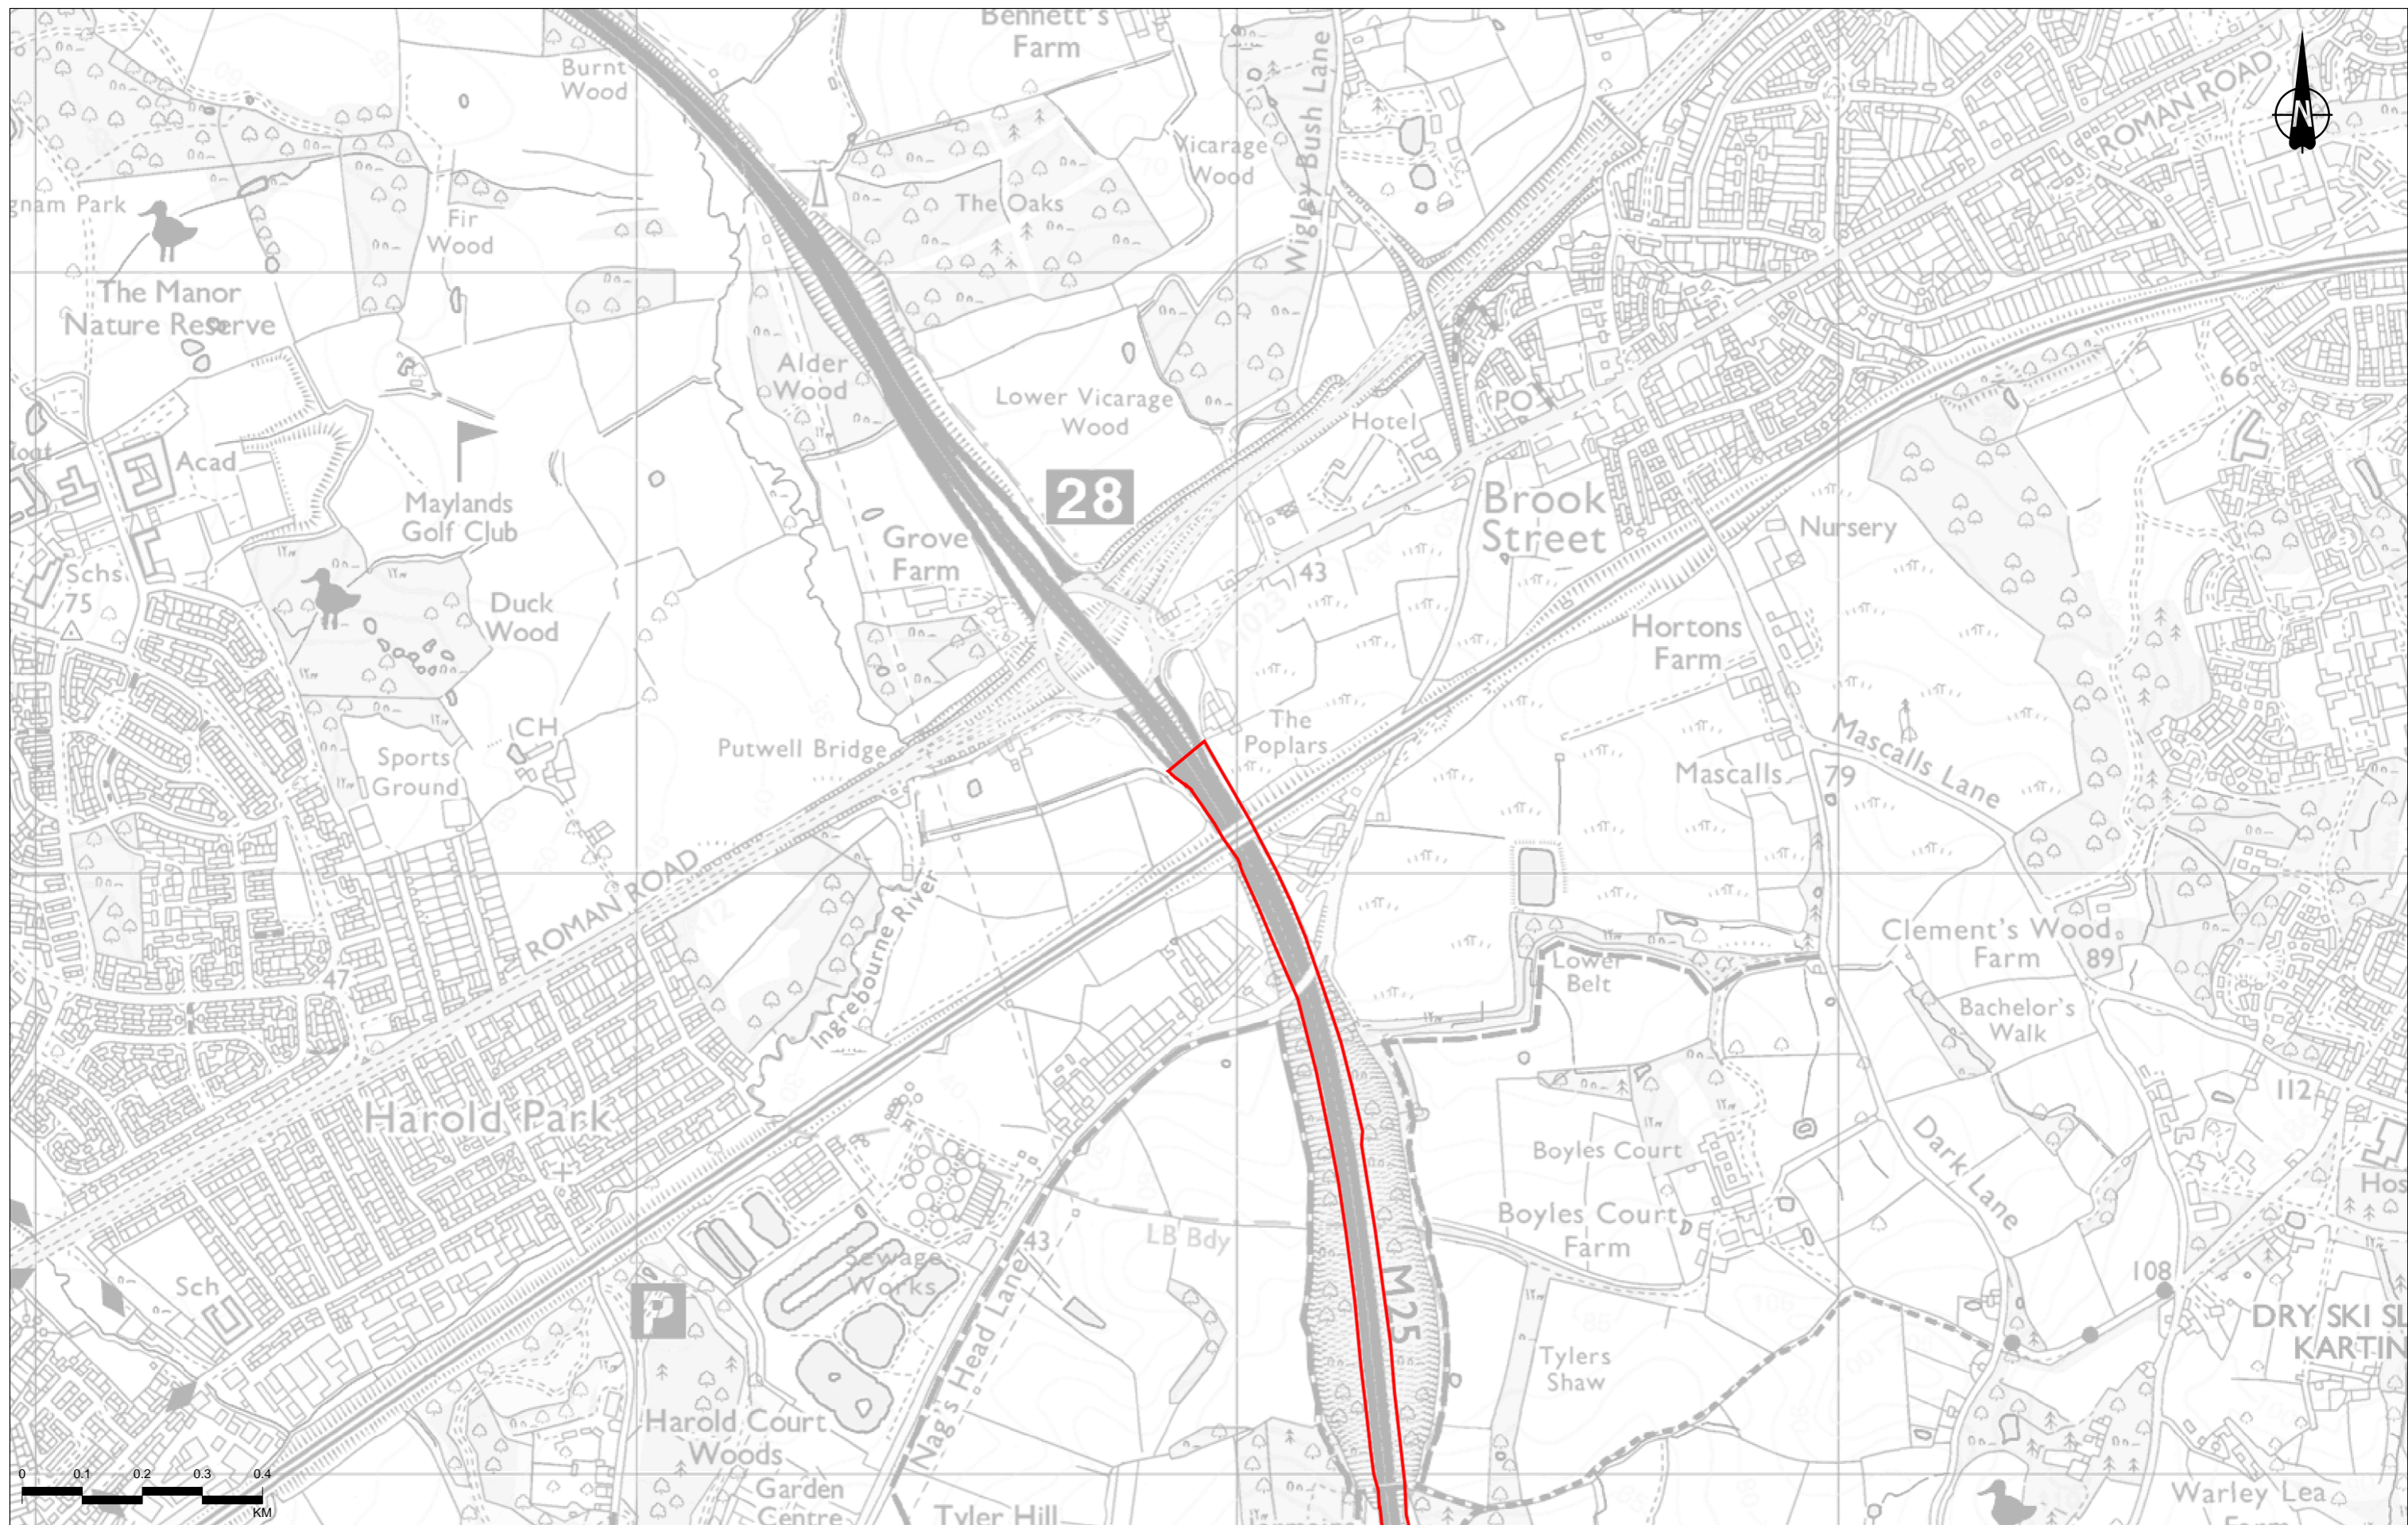 Bennett's
Farm
Burnt
Wood
Wigley Bush Lane
ROMAN ROAD
N
Vicarage
Wood
The Oaks
gnam Park
Fir
Wood
The Manor
Nature Reserve
Alder
Wood
Lower Vicarage
Wood
66
PO
Hotel
Acad
Maylands
Golf Club
28
Brook
Street
Nursery
Grove
Farm
Schs
75
Duck
Wood
43
A 1023
Hortons
Farm
CH
Sports
Ground
Putwell Bridge
The
Poplars
Mascalls
79
Mascalls Lane
ROMAN ROAD
A12
Ingrebourne River
47
Clement's Wood
Farm
89
Lower
Belt
Bachelor's
Walk
112
Harold Park
Boyles Court
Dark Lane
Boyles Court
Farm
LB Bdy
43
Sewage
Works
Nag's Head Lane
M25
Sch
P
108
Hos
DRY SKI SL
KARTIN
Tylers
Shaw
Harold Court
Woods
Garden
Centre
Tyler Hill
Warley Lea
Farm
0 0.1 0.2 0.3 0.4
KM